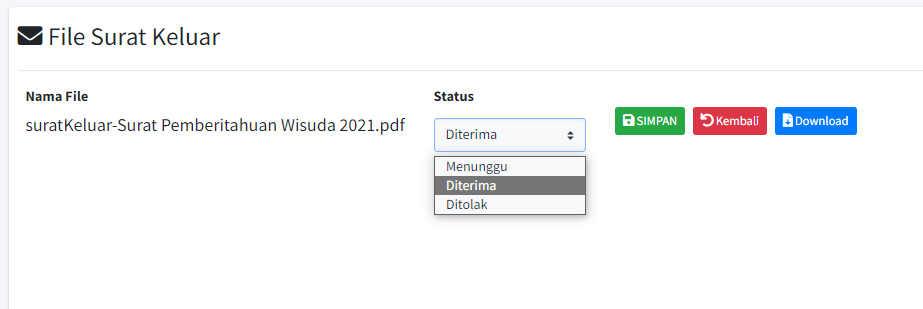 File Surat Keluar
Nama File
suratKeluar-Surat Pemberitahuan Wisuda 2021.pdf
Status
Diterima
Menunggu
Diterima
Ditolak
SIMPAN
Kembali
Download